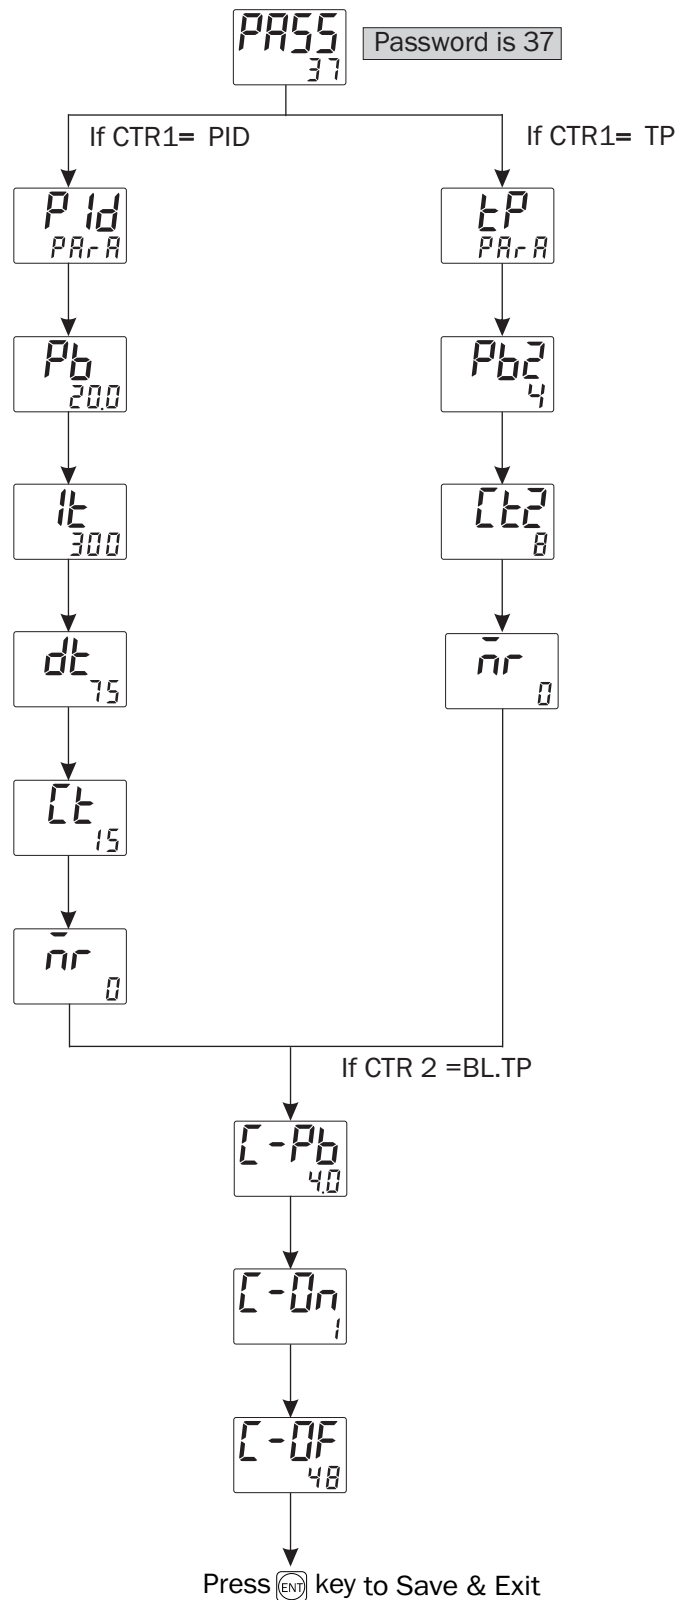 PASS
37
Password is 37
If CTR1= PID
If CTR1= TP
PId
PArA
tP
PArA
Pb
20.0
Pb2
4
It
300
Ct2
8
dt
75
n̄r
0
Ct
15
n̄r
0
If CTR 2 =BL.TP
C-Pb
4.0
C-On
1
C-OF
48
Press ENT key to Save & Exit